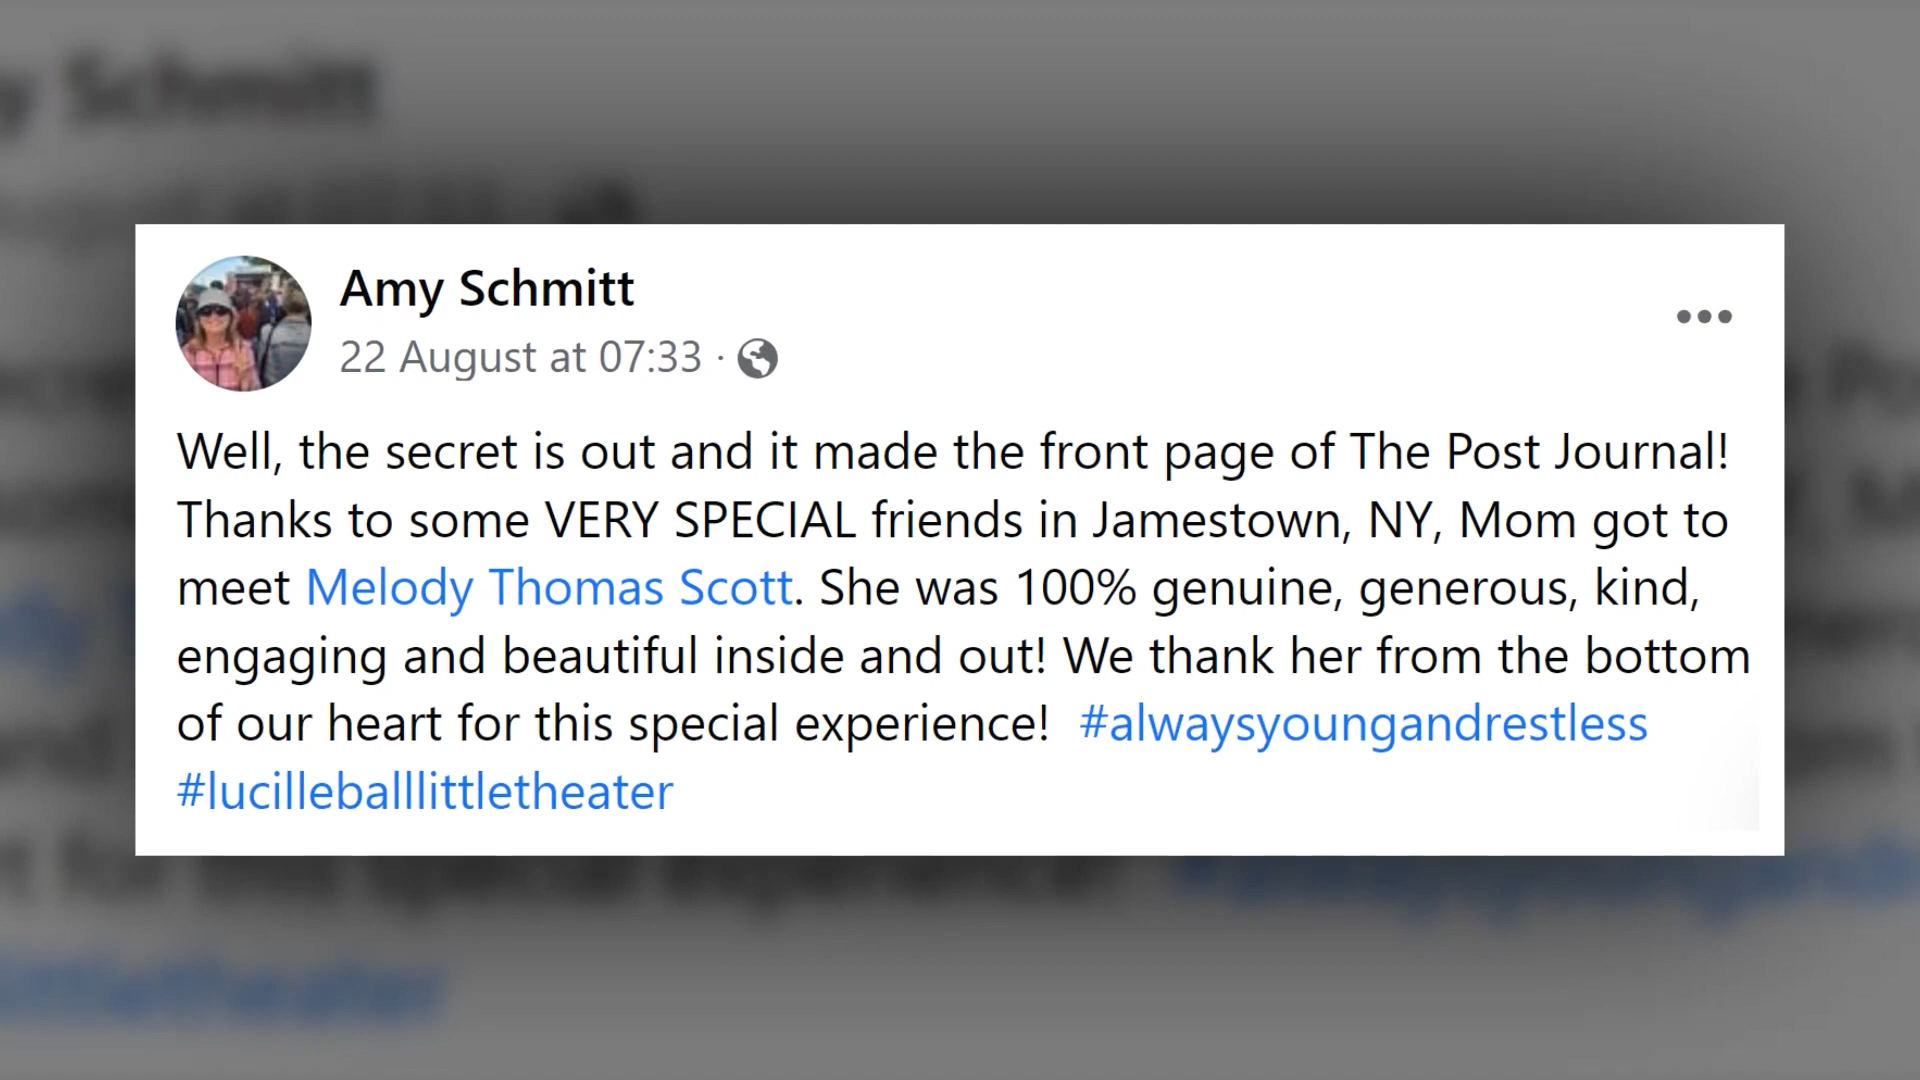 Amy Schmitt
22 August at 07:33 ·
Well, the secret is out and it made the front page of The Post Journal!
Thanks to some VERY SPECIAL friends in Jamestown, NY, Mom got to
meet Melody Thomas Scott. She was 100% genuine, generous, kind,
engaging and beautiful inside and out! We thank her from the bottom
of our heart for this special experience! #alwaysyoungandrestless
#lucilleballlittletheater